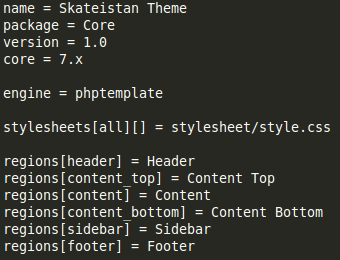 name = Skateistan Theme
package = Core
version = 1.0
core = 7.x
engine = phptemplate
stylesheets[all][] = stylesheet/style.css
regions[header] = Header
regions[content_top] = Content Top
regions[content] = Content
regions[content_bottom] = Content Bottom
regions[sidebar] = Sidebar
regions[footer] = Footer